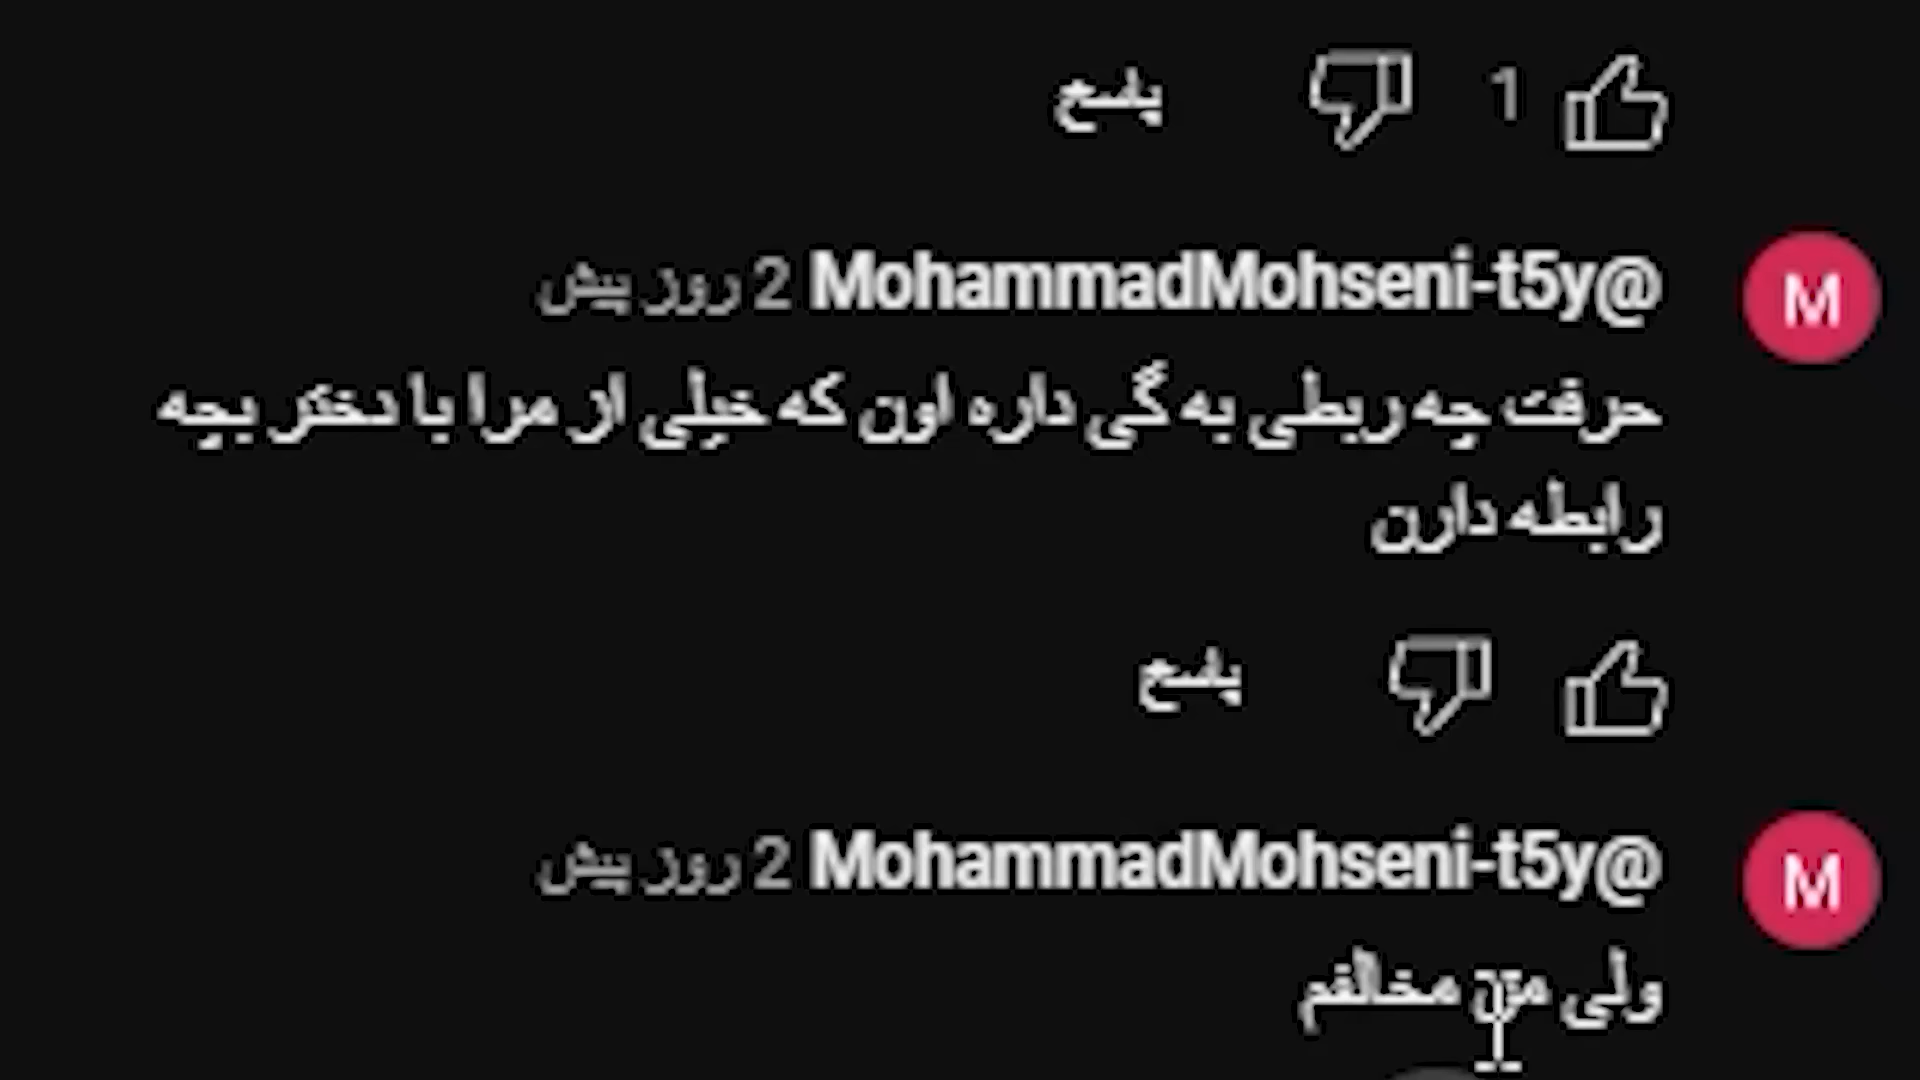 1 پاسخ
@MohammadMohseni-t5y 2 روز پیش
M
حرفت چه ربطی به گی داره اون که خیلی از مرا با دختر بچه
رابطه دارن
پاسخ
@MohammadMohseni-t5y 2 روز پیش
M
ولی من مخالفم